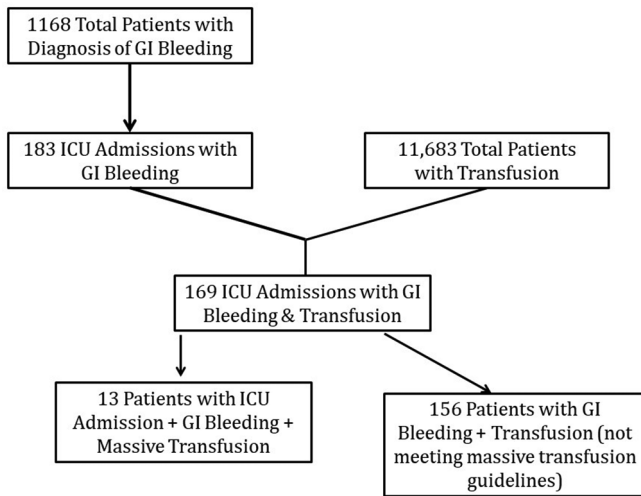 1168 Total Patients with
Diagnosis of GI Bleeding
183 ICU Admissions with
GI Bleeding
11,683 Total Patients
with Transfusion
169 ICU Admissions with GI
Bleeding & Transfusion
13 Patients with ICU
Admission + GI Bleeding +
Massive Transfusion
156 Patients with GI
Bleeding + Transfusion (not
meeting massive transfusion
guidelines)